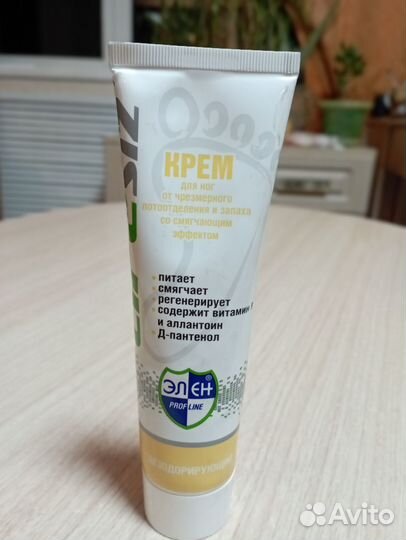 КРЕМ
для ног
от чрезмерного
потоотделения и запаха
со смягчающим
эффектом
· питает
· смягчает
· регенерирует
· содержит витамин
и аллантоин
· Д-пантенол
ЭЛЕН®
PROF LINE
Avito